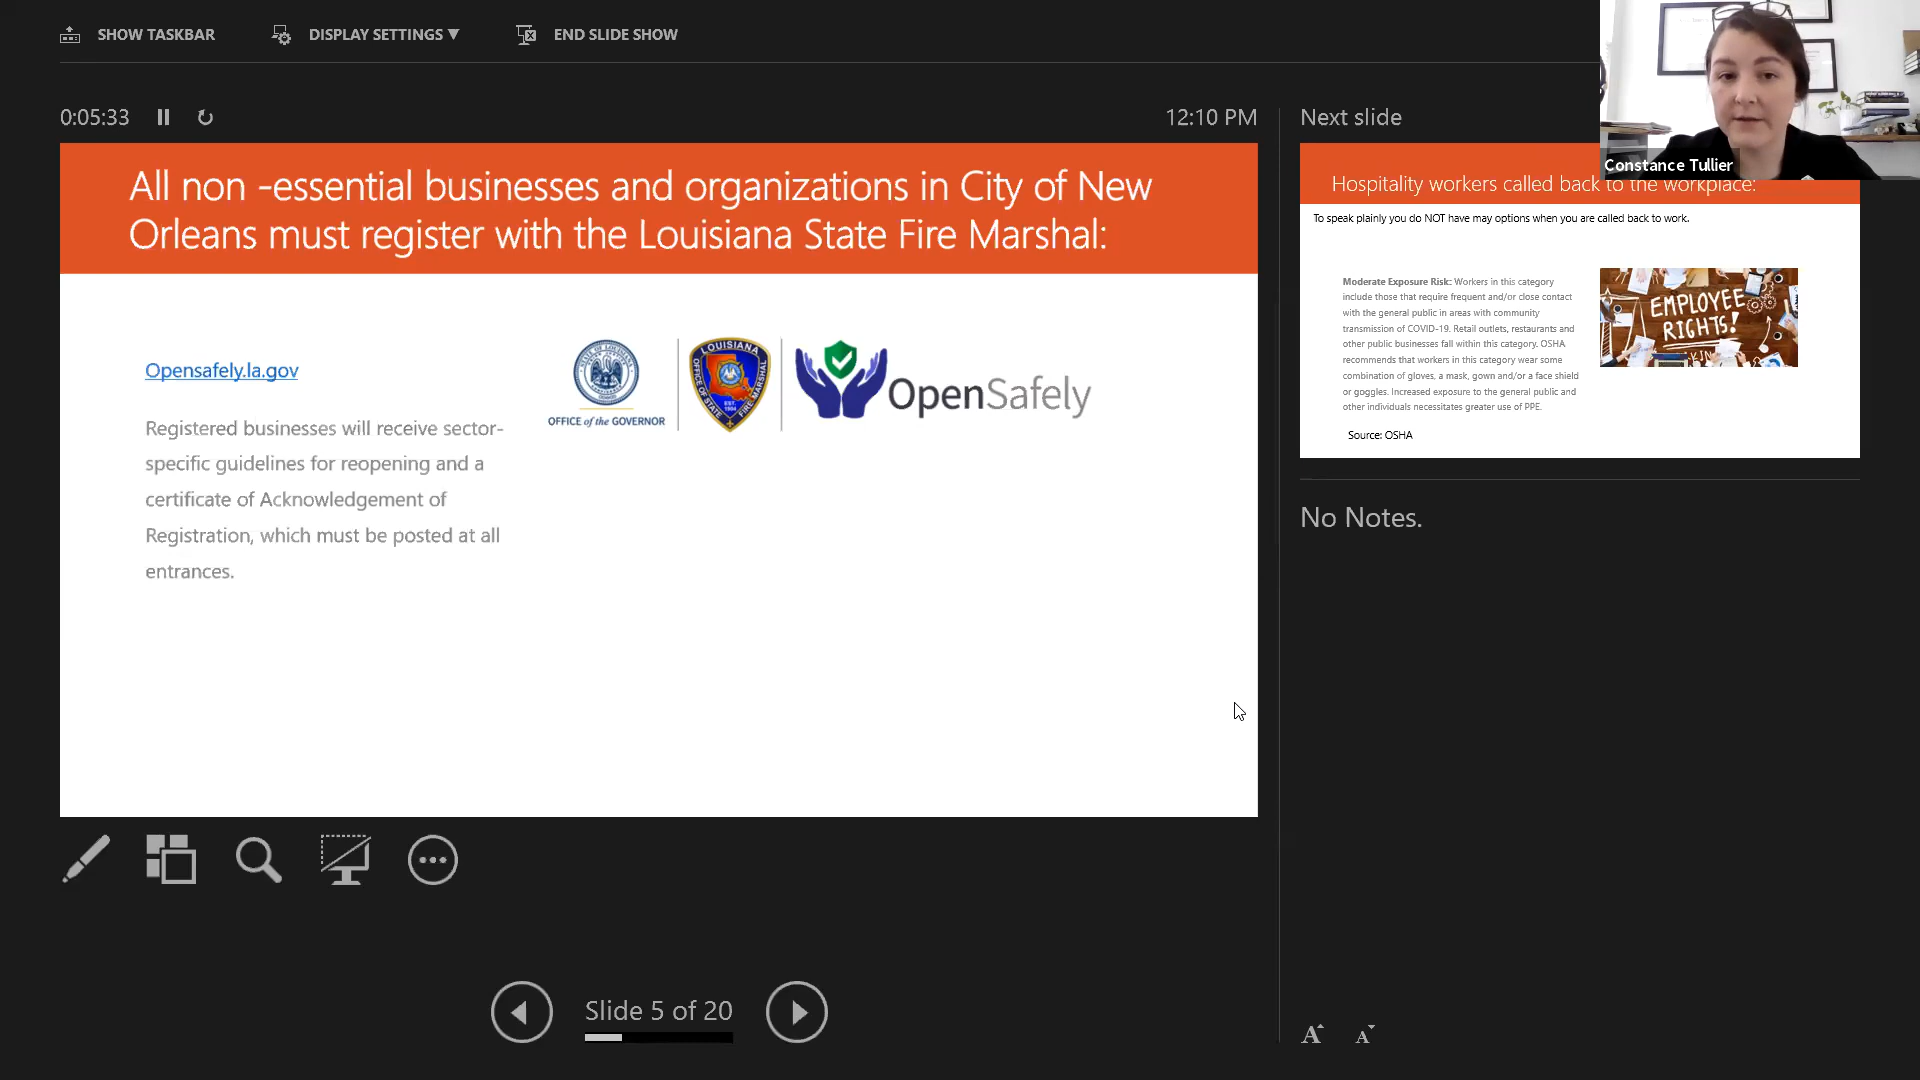 SHOW TASKBAR
DISPLAY SETTINGS ▼
END SLIDE SHOW
0:05:33
12:10 PM
All non -essential businesses and organizations in City of New
Orleans must register with the Louisiana State Fire Marshal:
Opensafely.la.gov
Registered businesses will receive sector-
specific guidelines for reopening and a
certificate of Acknowledgement of
Registration, which must be posted at all
entrances.
OFFICE of the GOVERNOR
LOUISIANA
OFFICE OF STATE FIRE MARSHAL
OpenSafely
Slide 5 of 20
Next slide
Constance Tullier
Hospitality workers called back to the workplace:
To speak plainly you do NOT have may options when you are called back to work.
Moderate Exposure Risk: Workers in this category
include those that require frequent and/or close contact
with the general public in areas with community
transmission of COVID-19. Retail outlets, restaurants and
other public businesses fall within this category. OSHA
recommends that workers in this category wear some
combination of gloves, a mask, gown and/or a face shield
or goggles. Increased exposure to the general public and
other individuals necessitates greater use of PPE.
EMPLOYEE
RIGHTS!
Source: OSHA
No Notes.
A A